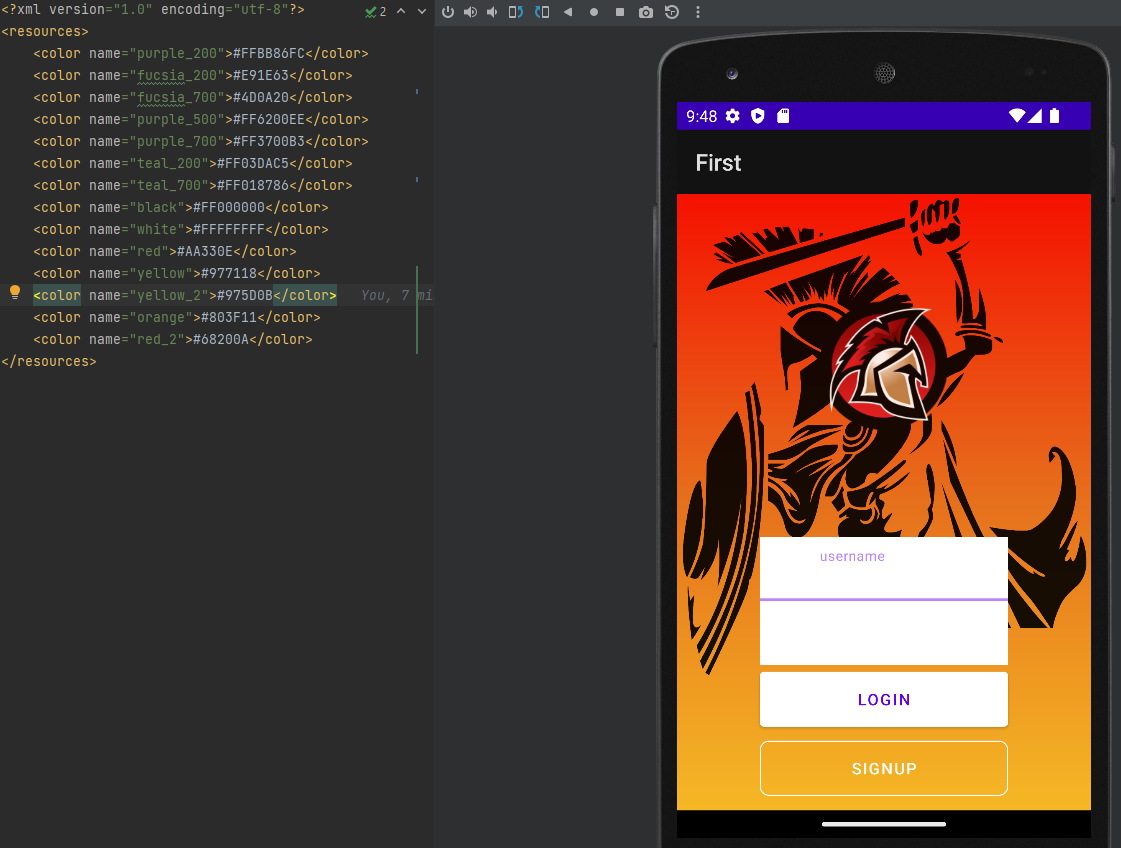 <?xml version="1.0" encoding="utf-8"?>
2
<resources>
<color name="purple_200">#FFBB86FC</color>
<color name="fucsia_200">#E91E63</color>
<color name="fucsia_700">#4D0A20</color>
<color name="purple_500">#FF6200EE</color>
<color name="purple_700">#FF3700B3</color>
<color name="teal_200">#FF03DAC5</color>
<color name="teal_700">#FF018786</color>
<color name="black">#FF000000</color>
<color name="white">#FFFFFFFF</color>
<color name="red">#AA330E</color>
<color name="yellow">#977118</color>
<color name="yellow_2">#975D0B</color> You, 7 mi
<color name="orange">#803F11</color>
<color name="red_2">#68200A</color>
</resources>
9:48
First
username
LOGIN
SIGNUP